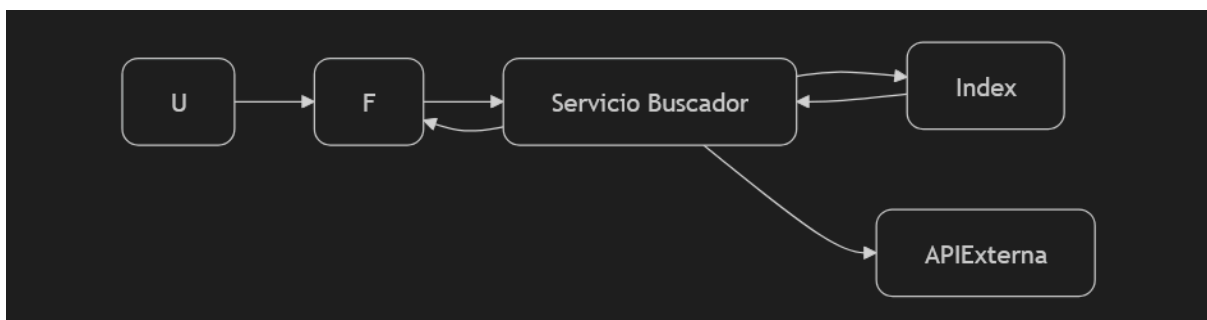 U
F
Servicio Buscador
Index
APIExterna